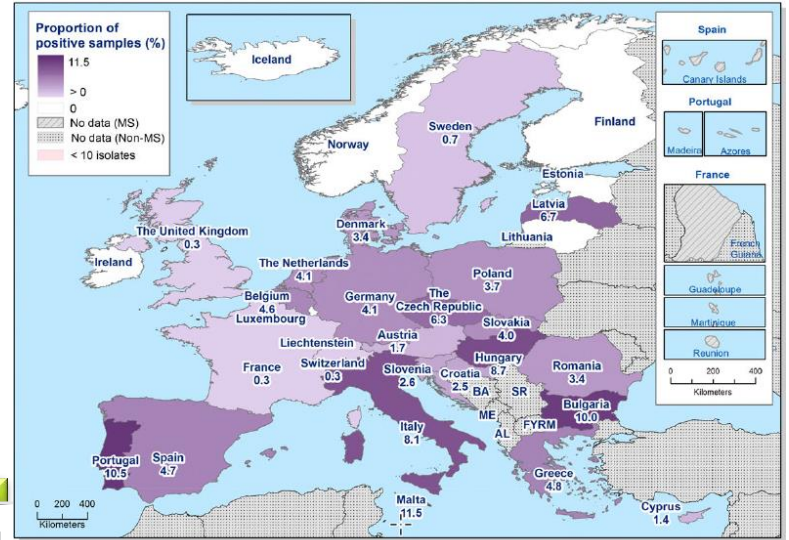 Proportion of
positive samples (%)
11.5
> 0
0
No data (MS)
No data (Non-MS)
< 10 isolates
Iceland
Spain
Canary Islands
Portugal
Madeira
Azores
France
French
Guiana
Guadeloupe
Martinique
Reunion
0 200 400
Kilometers
Finland
Norway
Sweden
0.7
Estonia
Latvia
6.7
Lithuania
Denmark
3.4
The United Kingdom
0.3
Ireland
The Netherlands
4.1
Belgium
4.6
Luxembourg
Germany
4.1
Poland
3.7
The
Czech Republic
6.3
Slovakia
4.0
Liechtenstein
Austria
1.7
Switzerland
0.3
Slovenia
2.6
Hungary
8.7
France
0.3
Croatia
2.5
Romania
3.4
BA
SR
ME
AL
FYRM
Bulgaria
10.0
Italy
8.1
Portugal
10.5
Spain
4.7
Greece
4.8
Malta
11.5
Cyprus
1.4
0 200 400
Kilometers